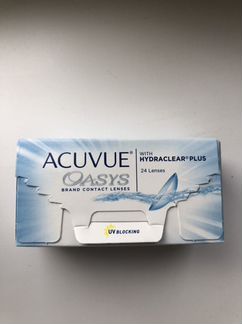 ACUVUE®
OASYS
BRAND CONTACT LENSES
WITH
HYDRACLEAR® PLUS
24 Lenses
UV BLOCKING